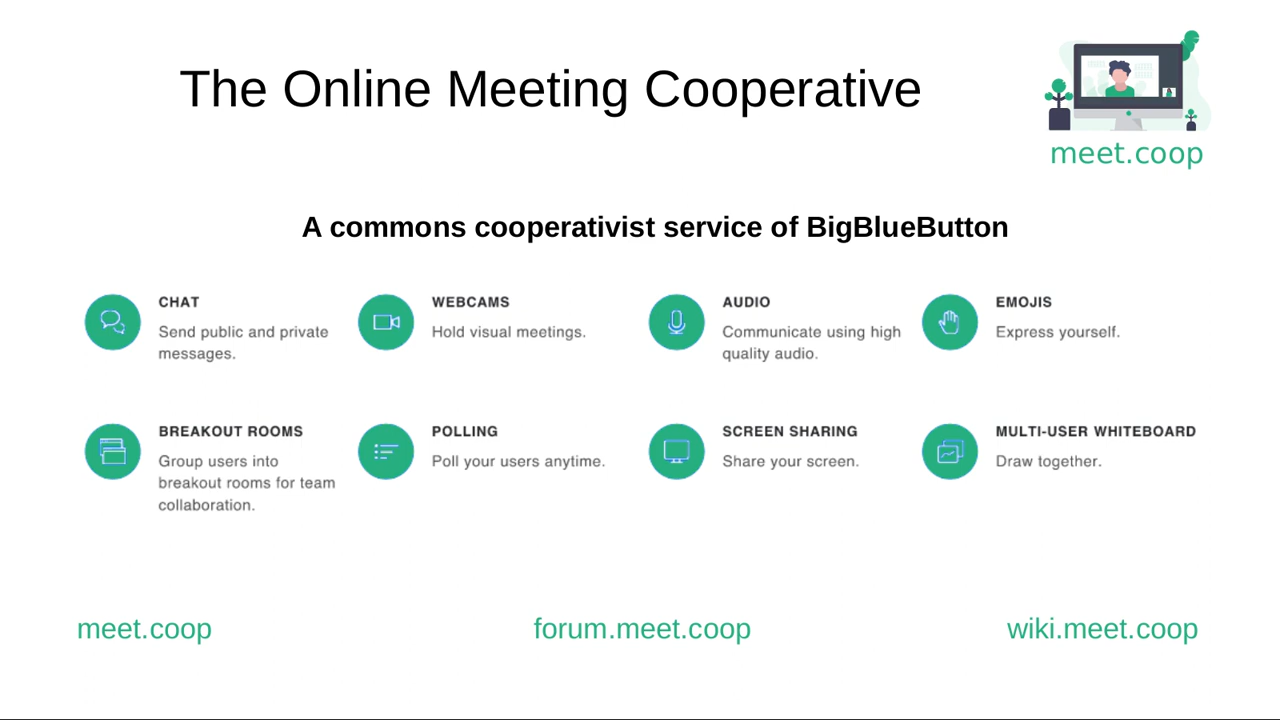 The Online Meeting Cooperative
meet.coop
A commons cooperativist service of BigBlueButton
CHAT
Send public and private
messages.
WEBCAMS
Hold visual meetings.
AUDIO
Communicate using high
quality audio.
EMOJIS
Express yourself.
BREAKOUT ROOMS
Group users into
breakout rooms for team
collaboration.
POLLING
Poll your users anytime.
SCREEN SHARING
Share your screen.
MULTI-USER WHITEBOARD
Draw together.
meet.coop
forum.meet.coop
wiki.meet.coop